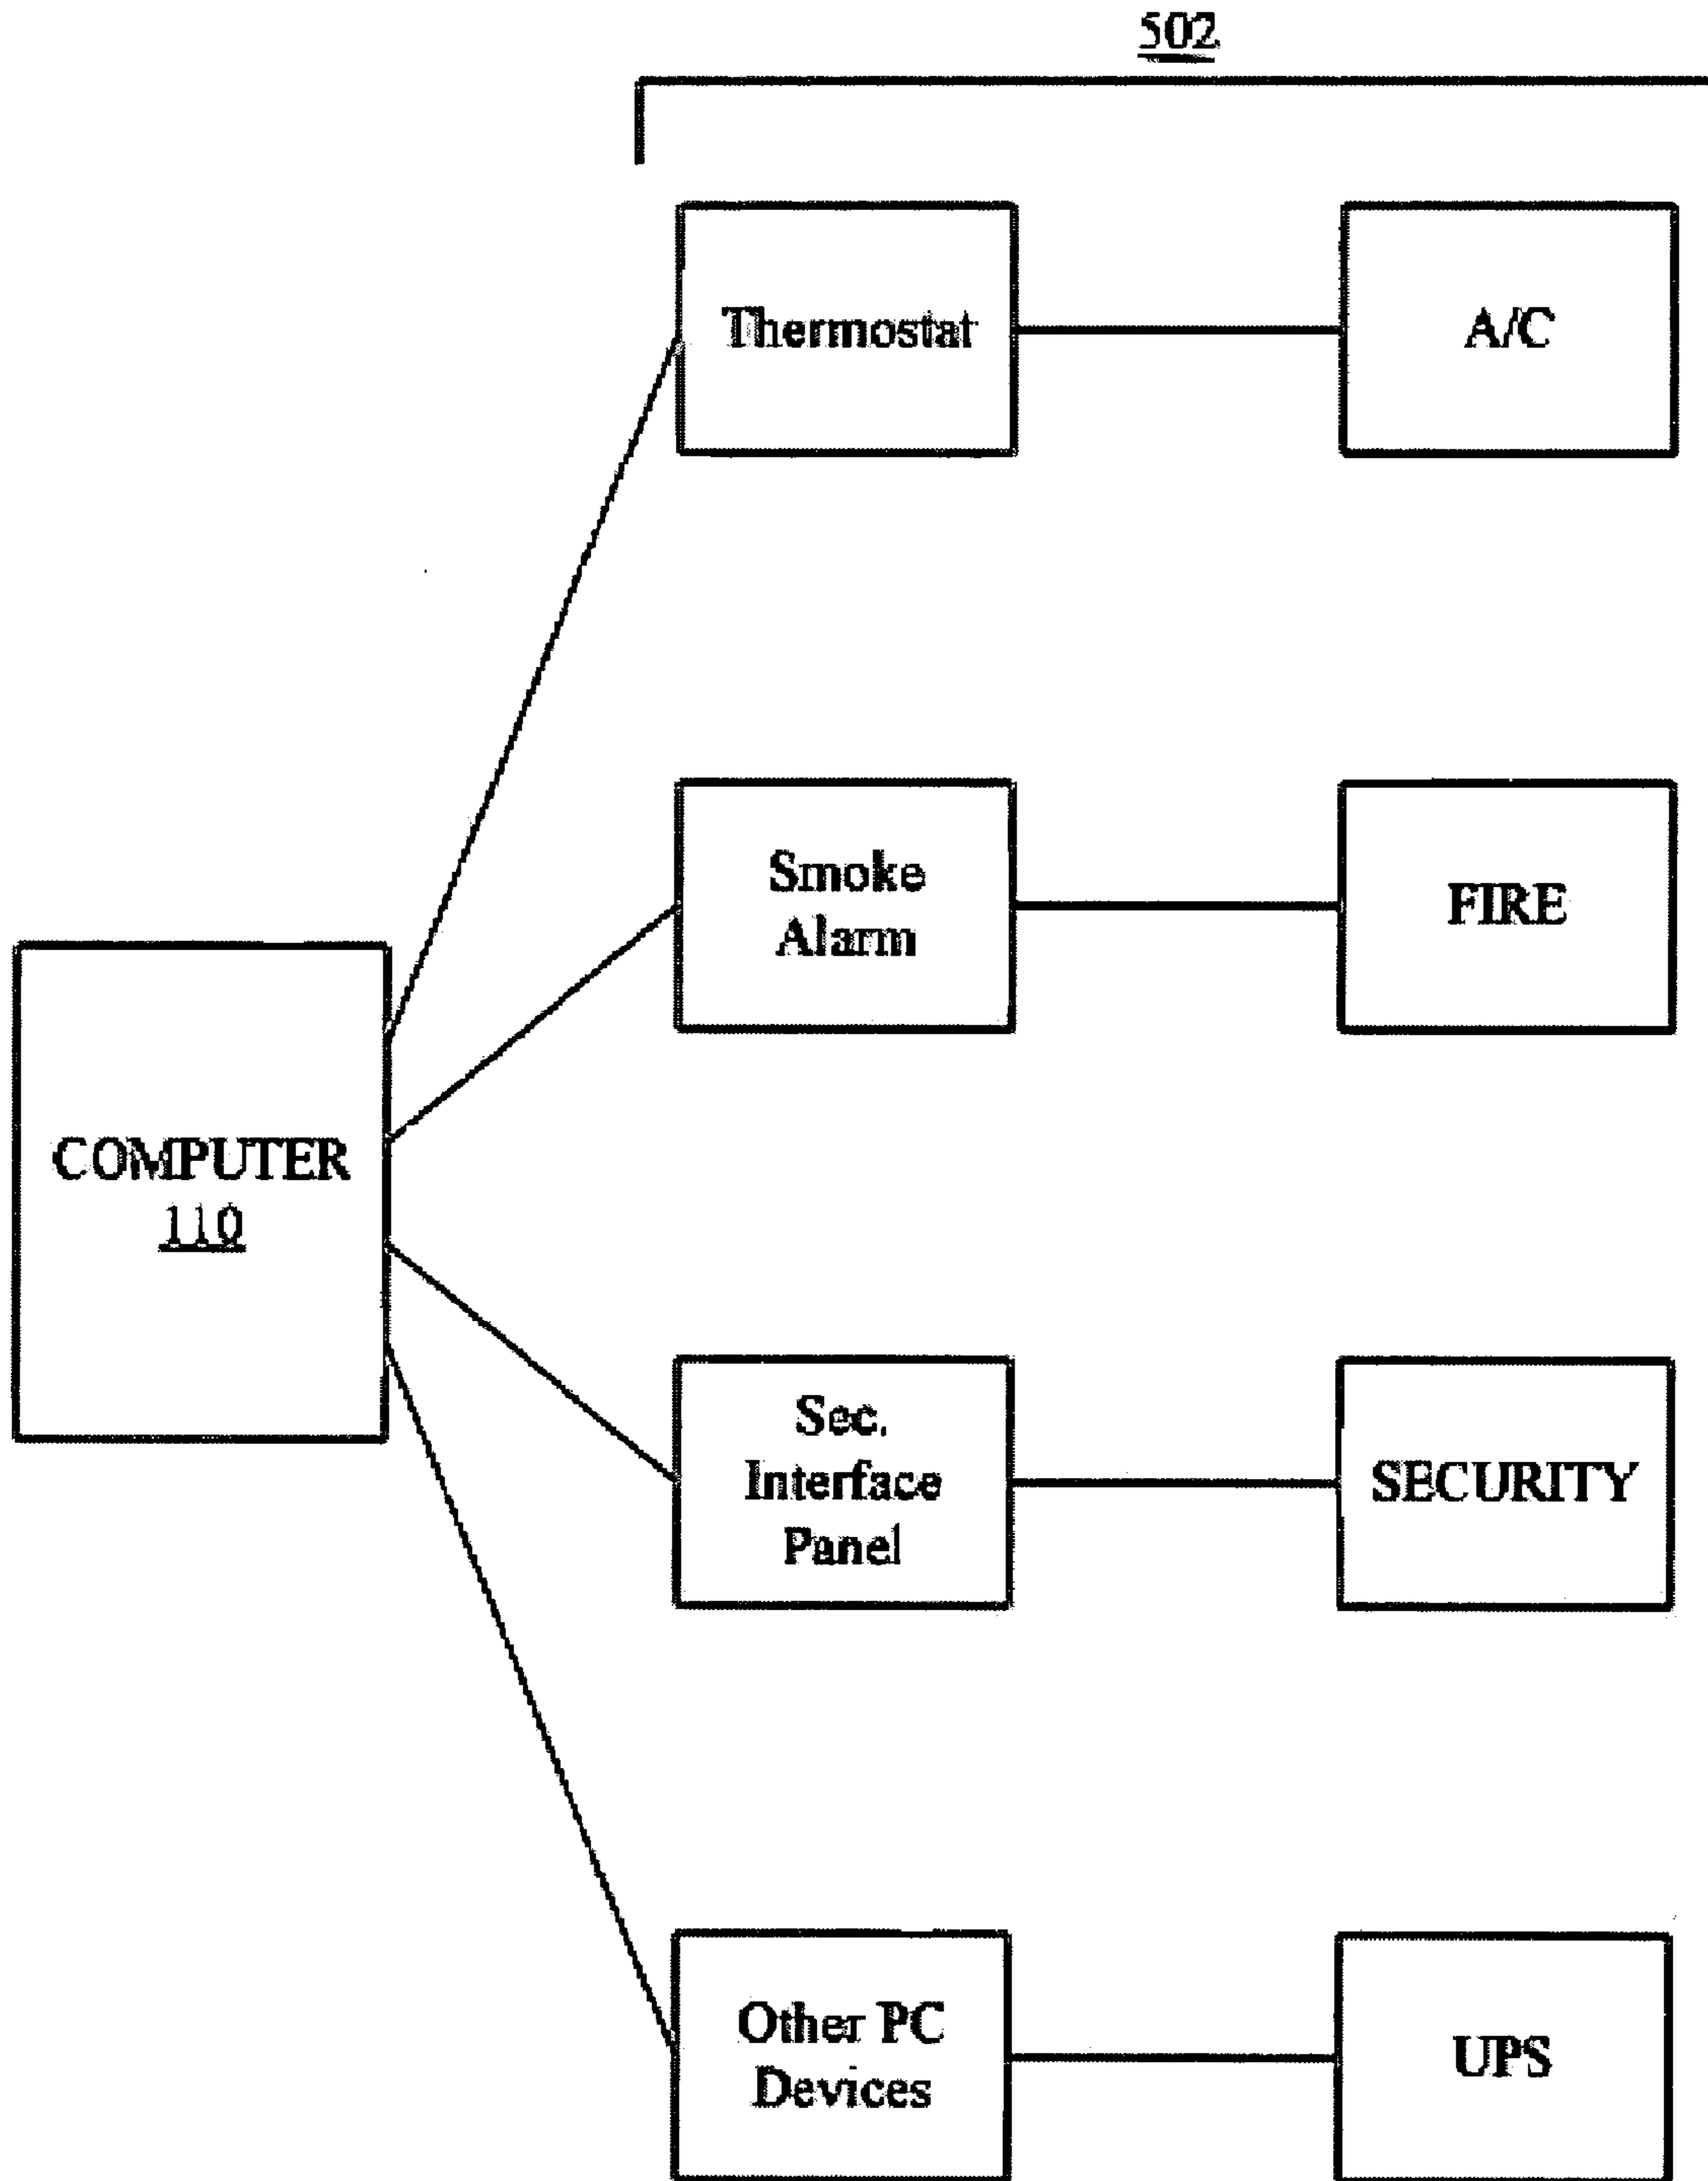 502
Thermostat
A/C
Smoke
Alarm
FIRE
COMPUTER
110
Sec.
Interface
Panel
SECURITY
Other PC
Devices
UPS